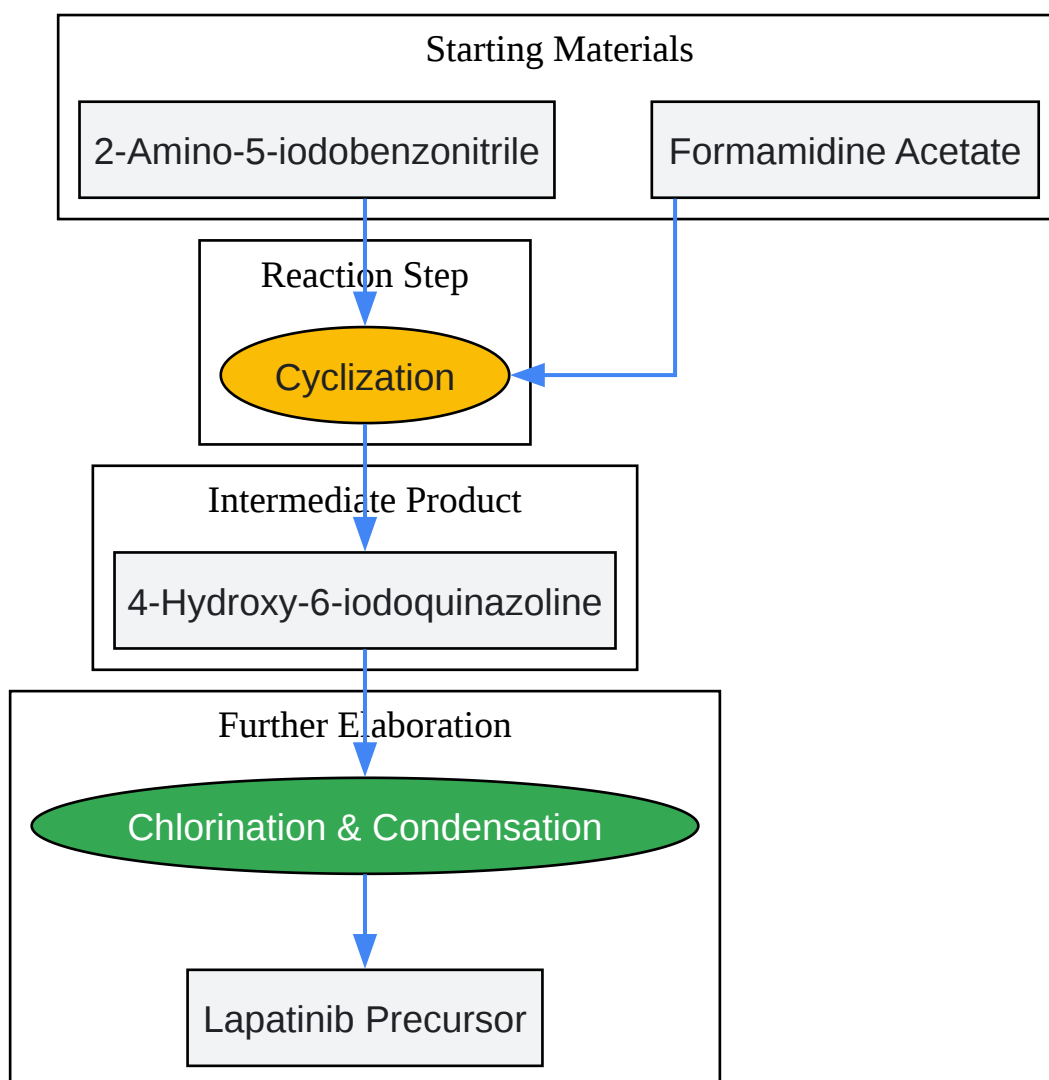 Starting Materials
2-Amino-5-iodobenzonitrile
Formamidine Acetate
Reaction Step
Cyclization
Intermediate Product
4-Hydroxy-6-iodoquinazoline
Further Elaboration
Chlorination & Condensation
Lapatinib Precursor